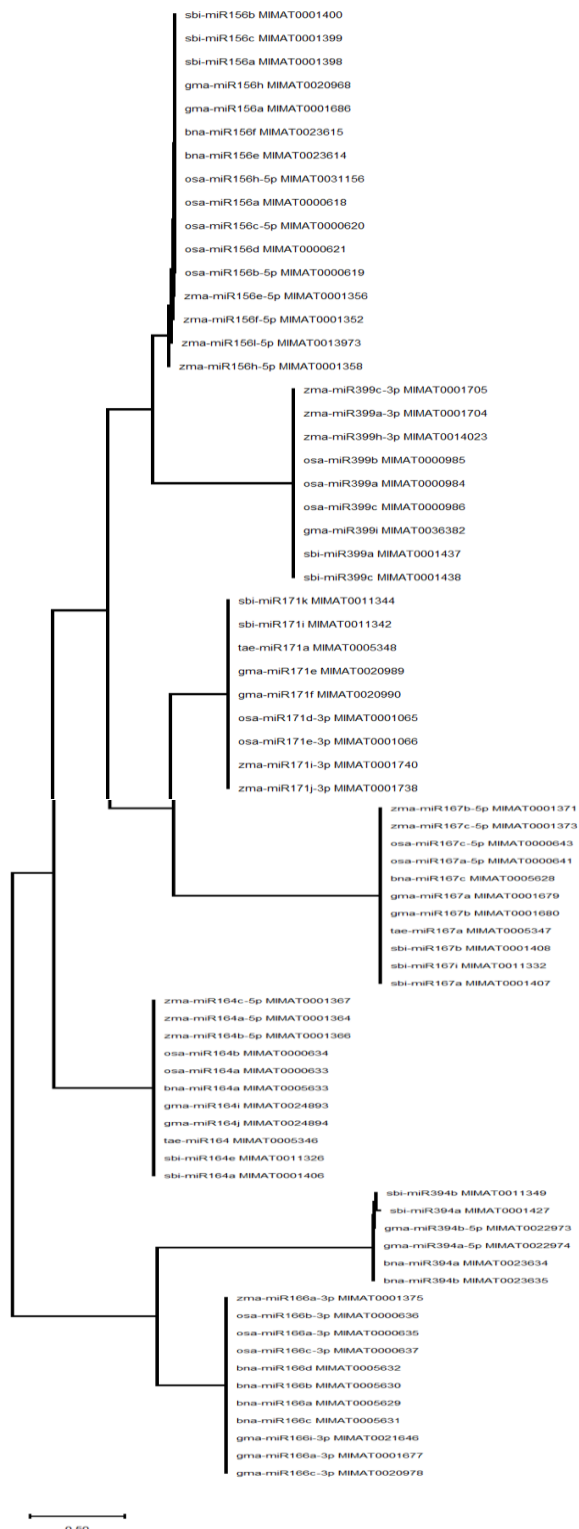 sbi-miR156b MIMAT0001400
sbi-miR156c MIMAT0001399
sbi-miR156a MIMAT0001398
gma-miR156h MIMAT0020968
gma-miR156a MIMAT0001686
bna-miR156f MIMAT0023615
bna-miR156e MIMAT0023614
osa-miR156h-5p MIMAT0031156
osa-miR156a MIMAT0000618
osa-miR156c-5p MIMAT0000620
osa-miR156d MIMAT0000621
osa-miR156b-5p MIMAT0000619
zma-miR156e-5p MIMAT0001356
zma-miR156f-5p MIMAT0001352
zma-miR156l-5p MIMAT0013973
zma-miR156h-5p MIMAT0001358
zma-miR399c-3p MIMAT0001705
zma-miR399a-3p MIMAT0001704
zma-miR399h-3p MIMAT0014023
osa-miR399b MIMAT0000985
osa-miR399a MIMAT0000984
osa-miR399c MIMAT0000986
gma-miR399i MIMAT0036382
sbi-miR399a MIMAT0001437
sbi-miR399c MIMAT0001438
sbi-miR171k MIMAT0011344
sbi-miR171i MIMAT0011342
tae-miR171a MIMAT0005348
gma-miR171e MIMAT0020989
gma-miR171f MIMAT0020990
osa-miR171d-3p MIMAT0001065
osa-miR171e-3p MIMAT0001066
zma-miR171i-3p MIMAT0001740
zma-miR171j-3p MIMAT0001738
zma-miR167b-5p MIMAT0001371
zma-miR167c-5p MIMAT0001373
osa-miR167c-5p MIMAT0000643
osa-miR167a-5p MIMAT0000641
bna-miR167c MIMAT0005628
gma-miR167a MIMAT0001679
gma-miR167b MIMAT0001680
tae-miR167a MIMAT0005347
sbi-miR167b MIMAT0001408
sbi-miR167i MIMAT0011332
sbi-miR167a MIMAT0001407
zma-miR164c-5p MIMAT0001367
zma-miR164a-5p MIMAT0001364
zma-miR164b-5p MIMAT0001366
osa-miR164b MIMAT0000634
osa-miR164a MIMAT0000633
bna-miR164a MIMAT0005633
gma-miR164i MIMAT0024893
gma-miR164j MIMAT0024894
tae-miR164 MIMAT0005346
sbi-miR164e MIMAT0011326
sbi-miR164a MIMAT0001406
sbi-miR394b MIMAT0011349
sbi-miR394a MIMAT0001427
gma-miR394b-5p MIMAT0022973
gma-miR394a-5p MIMAT0022974
bna-miR394a MIMAT0023634
bna-miR394b MIMAT0023635
zma-miR166a-3p MIMAT0001375
osa-miR166b-3p MIMAT0000636
osa-miR166a-3p MIMAT0000635
osa-miR166c-3p MIMAT0000637
bna-miR166d MIMAT0005632
bna-miR166b MIMAT0005630
bna-miR166a MIMAT0005629
bna-miR166c MIMAT0005631
gma-miR166i-3p MIMAT0021646
gma-miR166a-3p MIMAT0001677
gma-miR166c-3p MIMAT0020978